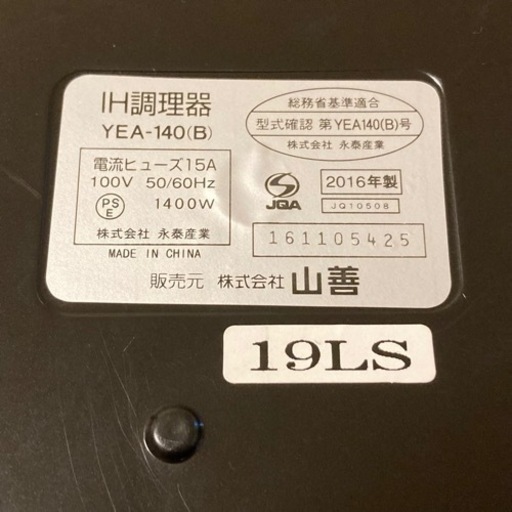 IH調理器
YEA-140(B)
電流ヒューズ15A
100V 50/60Hz
PS
E
1400W
株式会社 永泰産業
MADE IN CHINA
総務省基準適合
型式確認 第YEA140(B)号
株式会社 永泰産業
JQA
2016年製
JQ10508
161105425
販売元 株式会社 山善
19LS